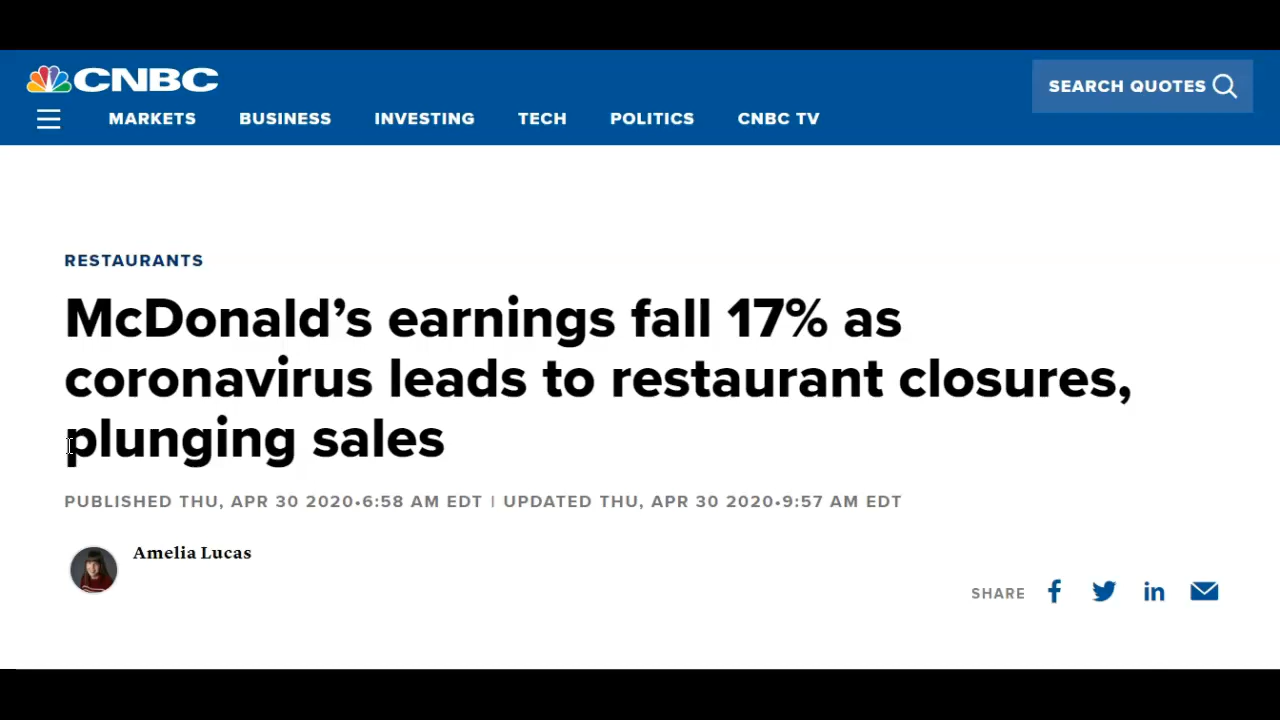 CNBC
SEARCH QUOTES
MARKETS BUSINESS INVESTING TECH POLITICS CNBC TV
RESTAURANTS
McDonald’s earnings fall 17% as
coronavirus leads to restaurant closures,
plunging sales
PUBLISHED THU, APR 30 2020•6:58 AM EDT | UPDATED THU, APR 30 2020•9:57 AM EDT
Amelia Lucas
SHARE